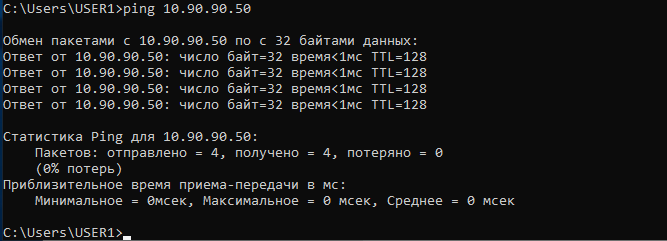 C:\Users\USER1>ping 10.90.90.50
Обмен пакетами с 10.90.90.50 по с 32 байтами данных:
Ответ от 10.90.90.50: число байт=32 время<1мс TTL=128
Ответ от 10.90.90.50: число байт=32 время<1мс TTL=128
Ответ от 10.90.90.50: число байт=32 время<1мс TTL=128
Ответ от 10.90.90.50: число байт=32 время<1мс TTL=128
Статистика Ping для 10.90.90.50:
Пакетов: отправлено = 4, получено = 4, потеряно = 0
(0% потерь)
Приблизительное время приема-передачи в мс:
Минимальное = 0мсек, Максимальное = 0 мсек, Среднее = 0 мсек
C:\Users\USER1>